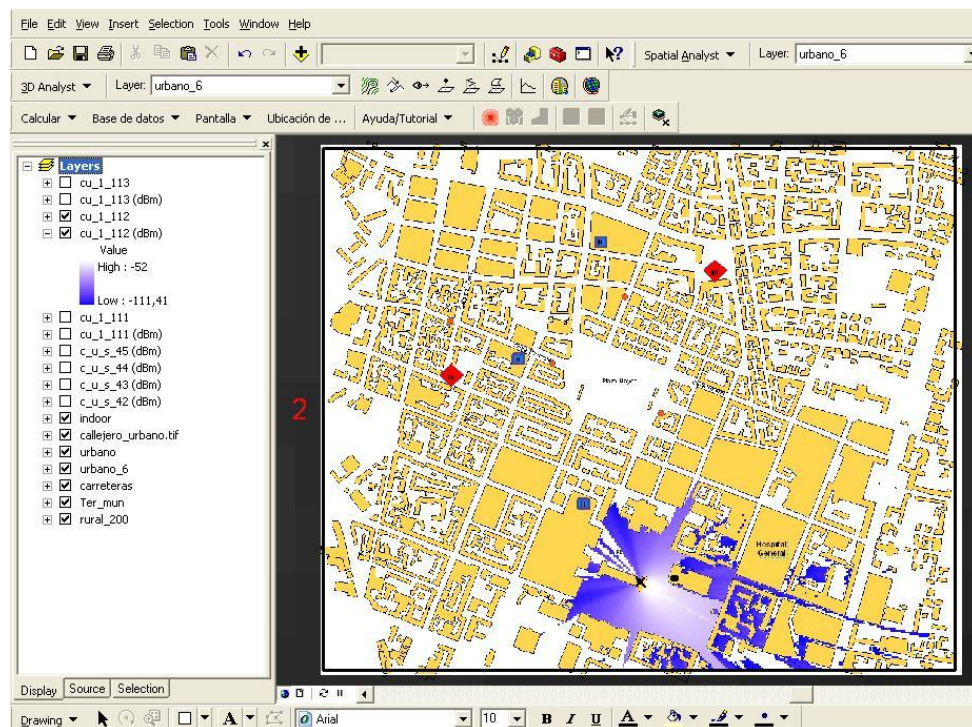 File Edit View Insert Selection Tools Window Help
Spatial Analyst Layer: urbano_6
3D Analyst Layer: urbano_6
Calcular Base de datos Pantalla Ubicación de ... Ayuda/Tutorial
Layers
cu_1_113
cu_1_113 (dBm)
cu_1_112
cu_1_112 (dBm)
Value
High : -52
Low : -111,41
cu_1_111
cu_1_111 (dBm)
c_u_s_45 (dBm)
c_u_s_44 (dBm)
c_u_s_43 (dBm)
c_u_s_42 (dBm)
indoor
callejero_urbano.tif
urbano
urbano_6
carreteras
Ter_mun
rural_200
2
Plaza Mayor
Hospital
General
Display Source Selection
Drawing A Arial 10 B I U A